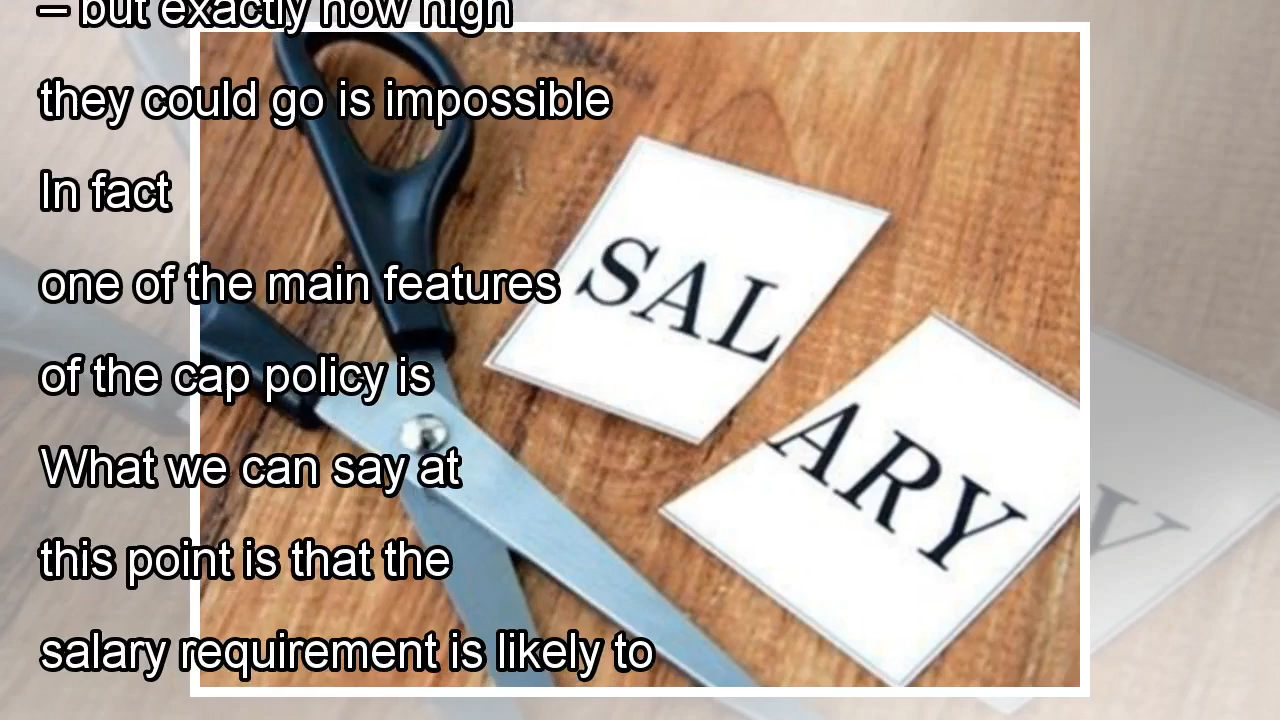 – but exactly how high
they could go is impossible
In fact
one of the main features
of the cap policy is
What we can say at
this point is that the
salary requirement is likely to
SAL
ARY